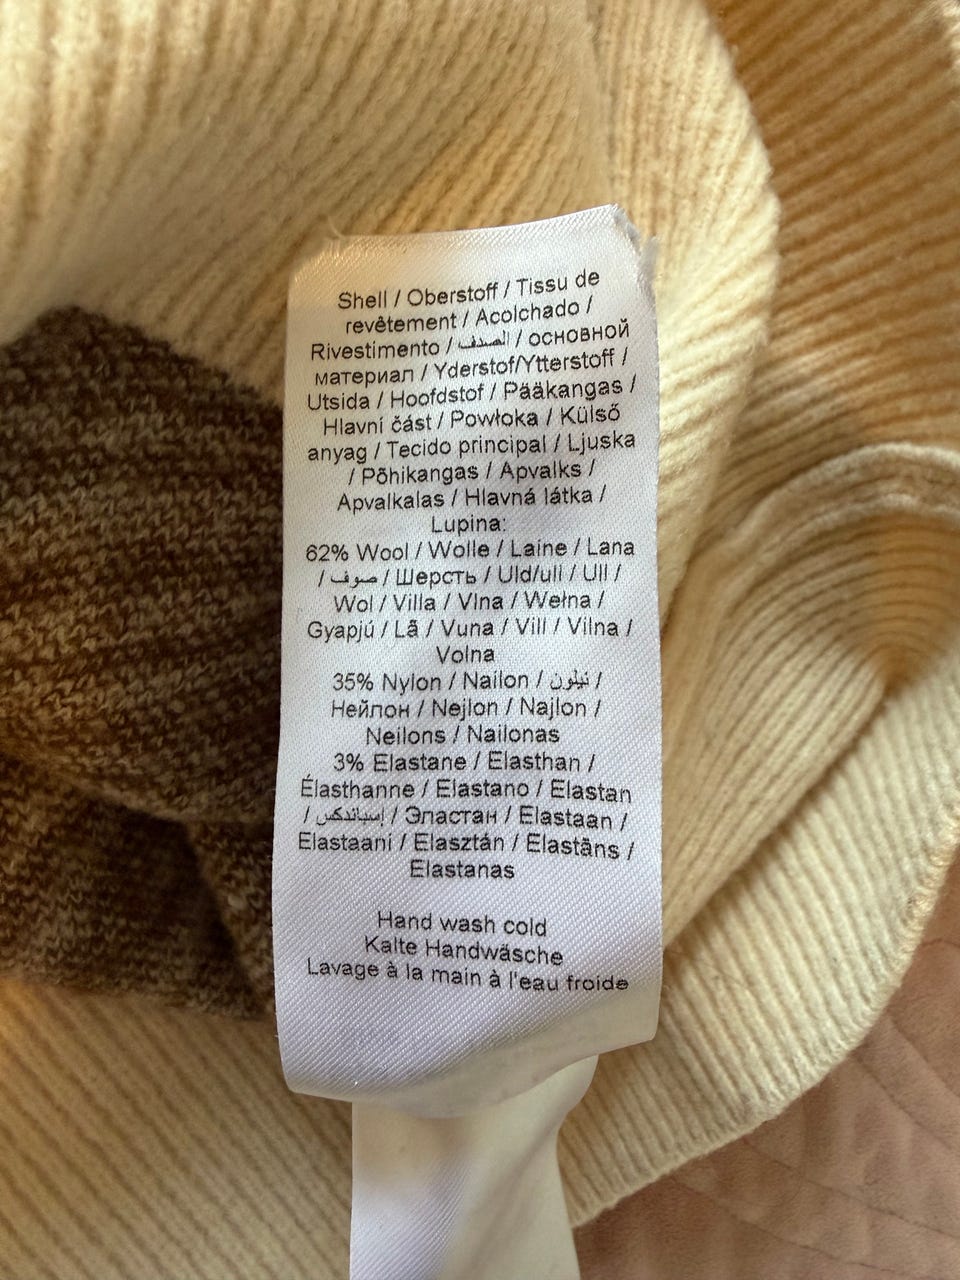 Shell / Oberstoff / Tissu de
revêtement / Acolchado /
Rivestimento / الصدف / основной
материал / Yderstof/Ytterstoff /
Utsida / Hoofdstof / Pääkangas /
Hlavní část / Powłoka / Külső
anyag / Tecido principal / Ljuska
/ Põhikangas / Apvalks /
Apvalkalas / Hlavná látka /
Lupina:
62% Wool / Wolle / Laine / Lana
/ صوف / Шерсть / Uld/ull / Ull /
Wol / Villa / Vlna / Wełna /
Gyapjú / Lã / Vuna / Vill / Vilna /
Volna
35% Nylon / Nailon / نيلون /
Нейлон / Nejlon / Najlon /
Neilons / Nailonas
3% Elastane / Elasthan /
Élasthanne / Elastano / Elastan
/ إسباندكس / Эластан / Elastaan /
Elastaani / Elasztán / Elastāns /
Elastanas
Hand wash cold
Kalte Handwäsche
Lavage à la main à l'eau froide